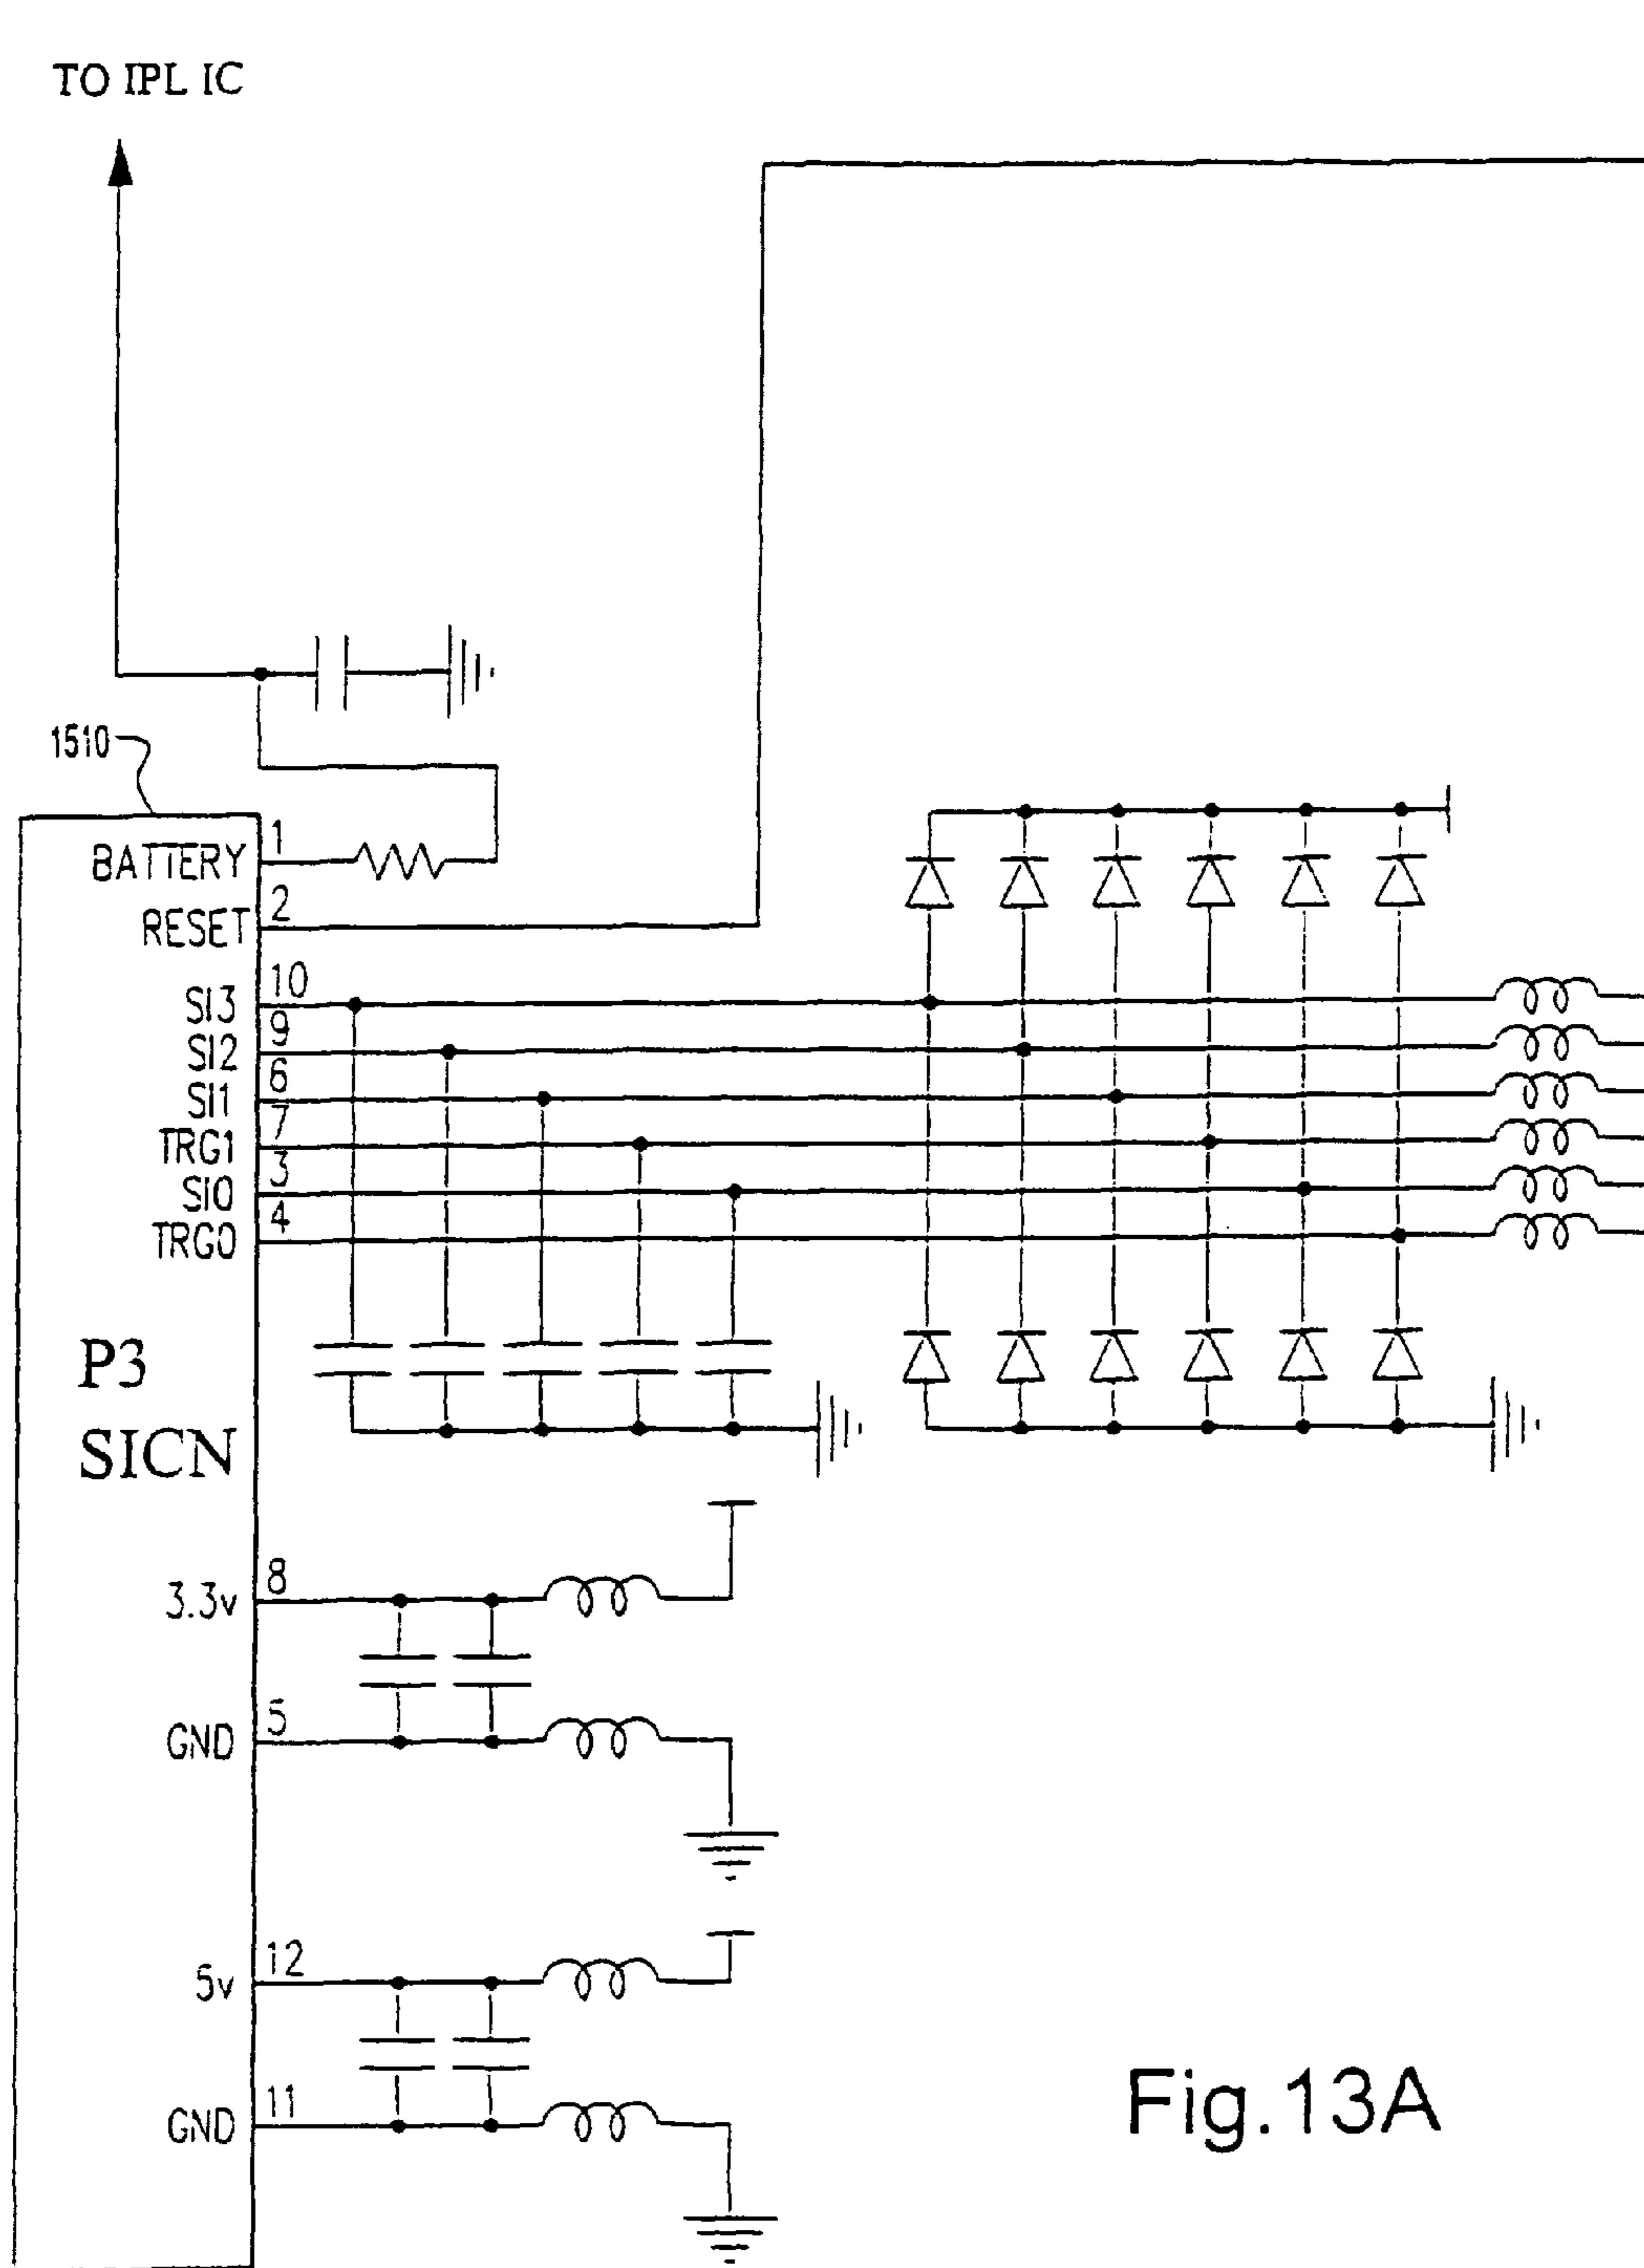 TO IPL IC
1510
BATTERY 1
RESET 2
SI3 10
SI2 9
SI1 6
TRG1 7
SI0 3
TRG0 4
P3
SICN
3.3v 8
GND 5
5v 12
GND 11
Fig.13A